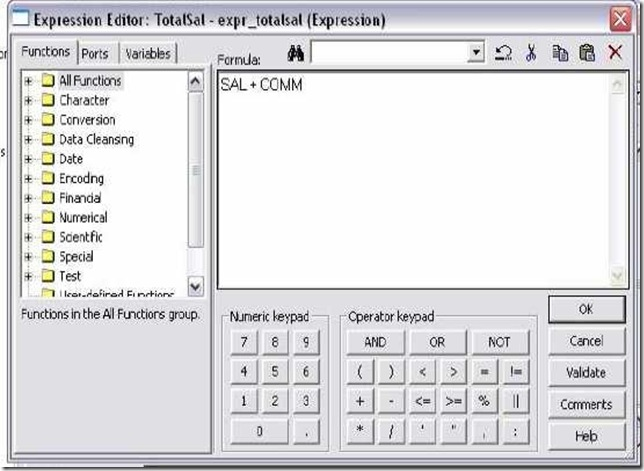 Expression Editor: TotalSal - expr_totalsal (Expression)
Functions Ports Variables
Formula:
All Functions
Character
Conversion
Data Cleansing
Date
Encoding
Financial
Numerical
Scientific
Special
Test
User-defined Functions
Functions in the All Functions group.
SAL + COMM
Numeric keypad
7 8 9
4 5 6
1 2 3
0 .
Operator keypad
AND OR NOT
( ) < > = !=
+ - <= >= % ||
* / ' " , :
OK
Cancel
Validate
Comments
Help